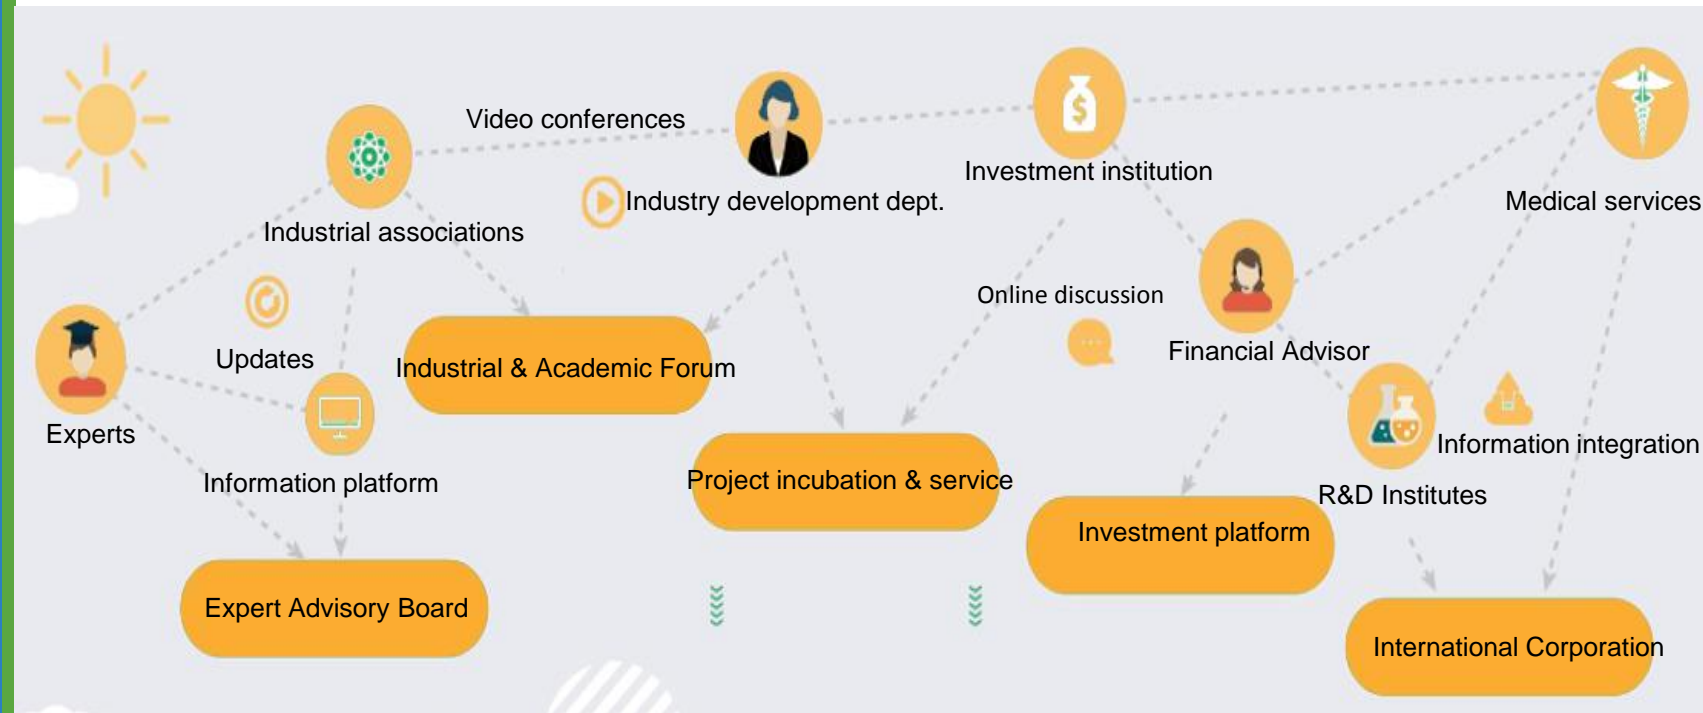 Video conferences
Investment institution
Industry development dept.
Medical services
Industrial associations
Online discussion
Updates
Industrial & Academic Forum
Financial Advisor
Experts
Information integration
Information platform
Project incubation & service
R&D Institutes
Investment platform
Expert Advisory Board
International Corporation